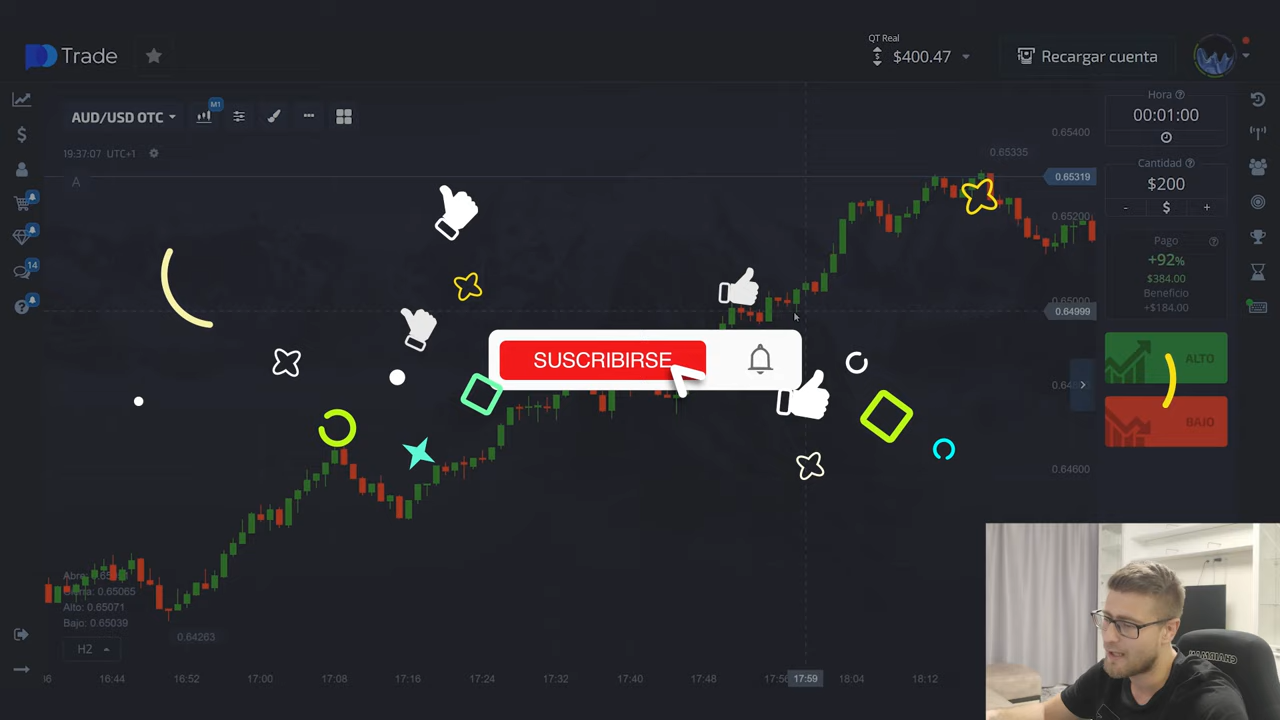 Trade
QT Real
$400.47
Recargar cuenta
AUD/USD OTC
M1
19:37:07 UTC+1
A
Hora
00:01:00
Cantidad
$200
- $ +
Pago
+92%
$384.00
Beneficio
+$184.00
ALTO
BAJO
0.65400
0.65335
0.65319
0.65200
0.64999
0.64600
14
SUSCRIBIRSE
0.65065
Alto: 0.65071
Bajo: 0.65039
0.64263
H2
16:44 16:52 17:00 17:08 17:16 17:24 17:32 17:40 17:48 17:59 18:04 18:12
CHAIRMAN